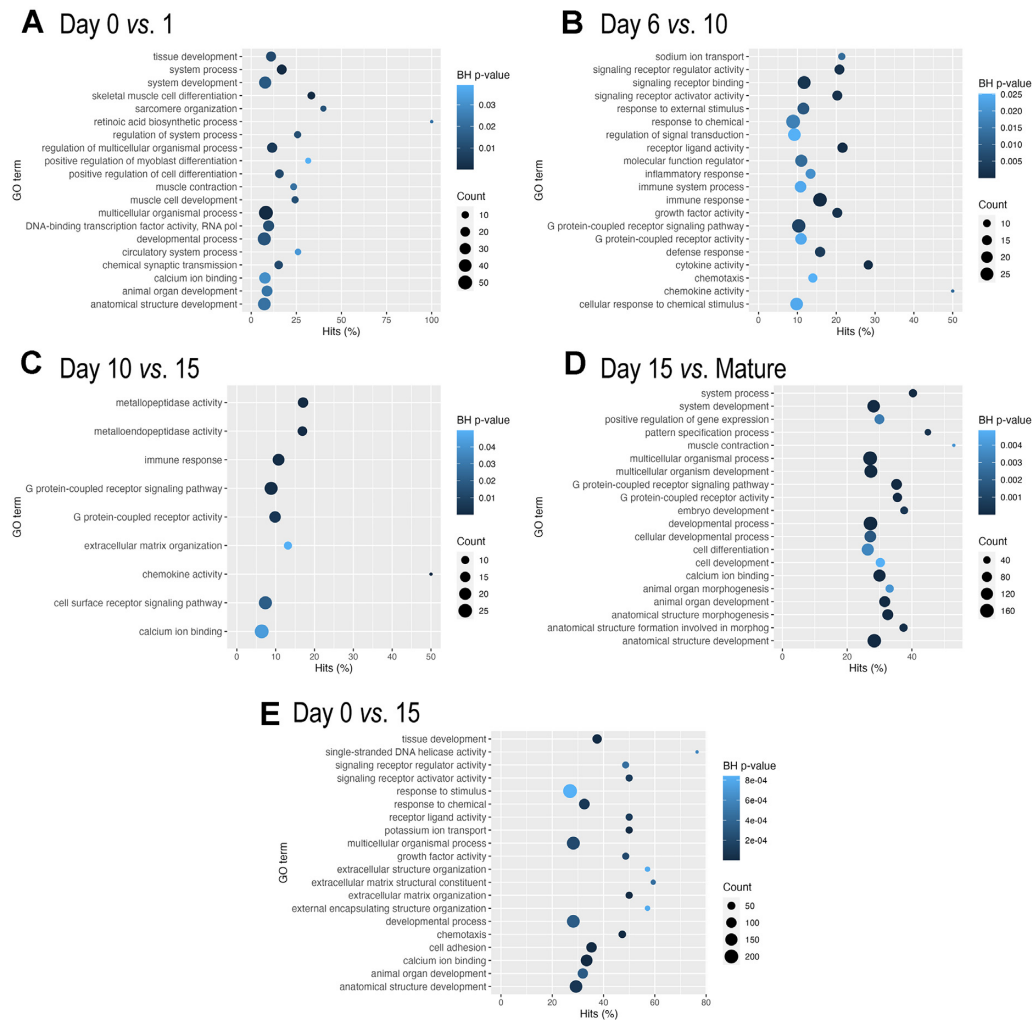 A Day 0 vs. 1
tissue development
system process
system development
skeletal muscle cell differentiation
sarcomere organization
retinoic acid biosynthetic process
regulation of system process
regulation of multicellular organismal process
positive regulation of myoblast differentiation
positive regulation of cell differentiation
muscle contraction
muscle cell development
multicellular organismal process
DNA-binding transcription factor activity, RNA pol
developmental process
circulatory system process
chemical synaptic transmission
calcium ion binding
animal organ development
anatomical structure development
GO term
0 25 50 75 100
Hits (%)
BH p-value
0.03
0.02
0.01
Count
10
20
30
40
50
B Day 6 vs. 10
sodium ion transport
signaling receptor regulator activity
signaling receptor binding
signaling receptor activator activity
response to external stimulus
response to chemical
regulation of signal transduction
receptor ligand activity
molecular function regulator
inflammatory response
immune system process
immune response
growth factor activity
G protein-coupled receptor signaling pathway
G protein-coupled receptor activity
defense response
cytokine activity
chemotaxis
chemokine activity
cellular response to chemical stimulus
GO term
0 10 20 30 40 50
Hits (%)
BH p-value
0.025
0.020
0.015
0.010
0.005
Count
10
15
20
25
C Day 10 vs. 15
metallopeptidase activity
metalloendopeptidase activity
immune response
G protein-coupled receptor signaling pathway
G protein-coupled receptor activity
extracellular matrix organization
chemokine activity
cell surface receptor signaling pathway
calcium ion binding
GO term
0 10 20 30 40 50
Hits (%)
BH p-value
0.04
0.03
0.02
0.01
Count
10
15
20
25
D Day 15 vs. Mature
system process
system development
positive regulation of gene expression
pattern specification process
muscle contraction
multicellular organismal process
multicellular organism development
G protein-coupled receptor signaling pathway
G protein-coupled receptor activity
embryo development
developmental process
cellular developmental process
cell differentiation
cell development
calcium ion binding
animal organ morphogenesis
animal organ development
anatomical structure morphogenesis
anatomical structure formation involved in morphog
anatomical structure development
GO term
0 20 40
Hits (%)
BH p-value
0.004
0.003
0.002
0.001
Count
40
80
120
160
E Day 0 vs. 15
tissue development
single-stranded DNA helicase activity
signaling receptor regulator activity
signaling receptor activator activity
response to stimulus
response to chemical
receptor ligand activity
potassium ion transport
multicellular organismal process
growth factor activity
extracellular structure organization
extracellular matrix structural constituent
extracellular matrix organization
external encapsulating structure organization
developmental process
chemotaxis
cell adhesion
calcium ion binding
animal organ development
anatomical structure development
GO term
0 20 40 60 80
Hits (%)
BH p-value
8e-04
6e-04
4e-04
2e-04
Count
50
100
150
200